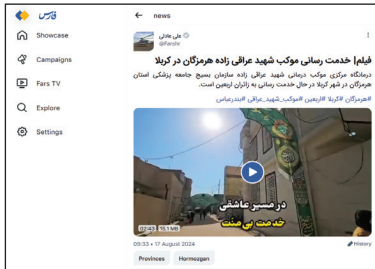 فارس
← news
Showcase
علی عادلی
@Farshr
Campaigns
فیلم| خدمت رسانی موکب شهید عراقی زاده هرمزگان در کربلا
Fars TV
درمانگاه مرکزی موکب درمانی شهید عراقی زاده سازمان بسیج جامعه پزشکی استان
هرمزگان در شهر کربلا در حال خدمت رسانی به زائران اربعین است.
Explore
#هرمزگان #کربلا #اربعین #موکب_شهید_عراقی #بندرعباس
Settings
در مسیر عاشقی
خدمت بی منت
02:43 15.1 MB
09:33 • 17 August 2024
History
Provinces
Hormozgan